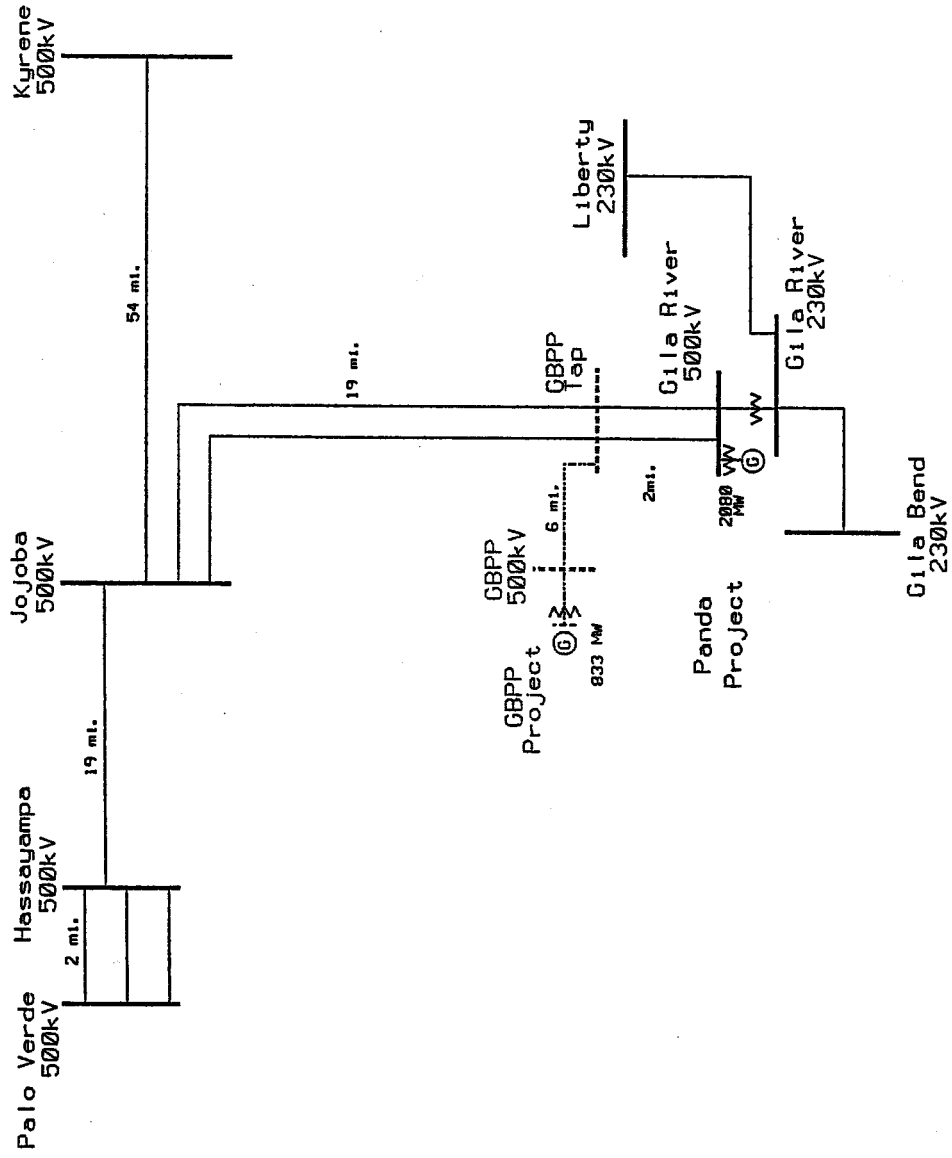 Palo Verde
500kV
Hassayampa
500kV
Jojoba
500kV
Kyrene
500kV
2 mi.
19 mi.
54 mi.
19 mi.
GBPP
Tap
Liberty
230kV
GBPP
500kV
6 mi.
GBPP
Project
G
833 MW
2mi.
Gila River
500kV
Gila River
230kV
2080
MW
G
Panda
Project
Gila Bend
230kV